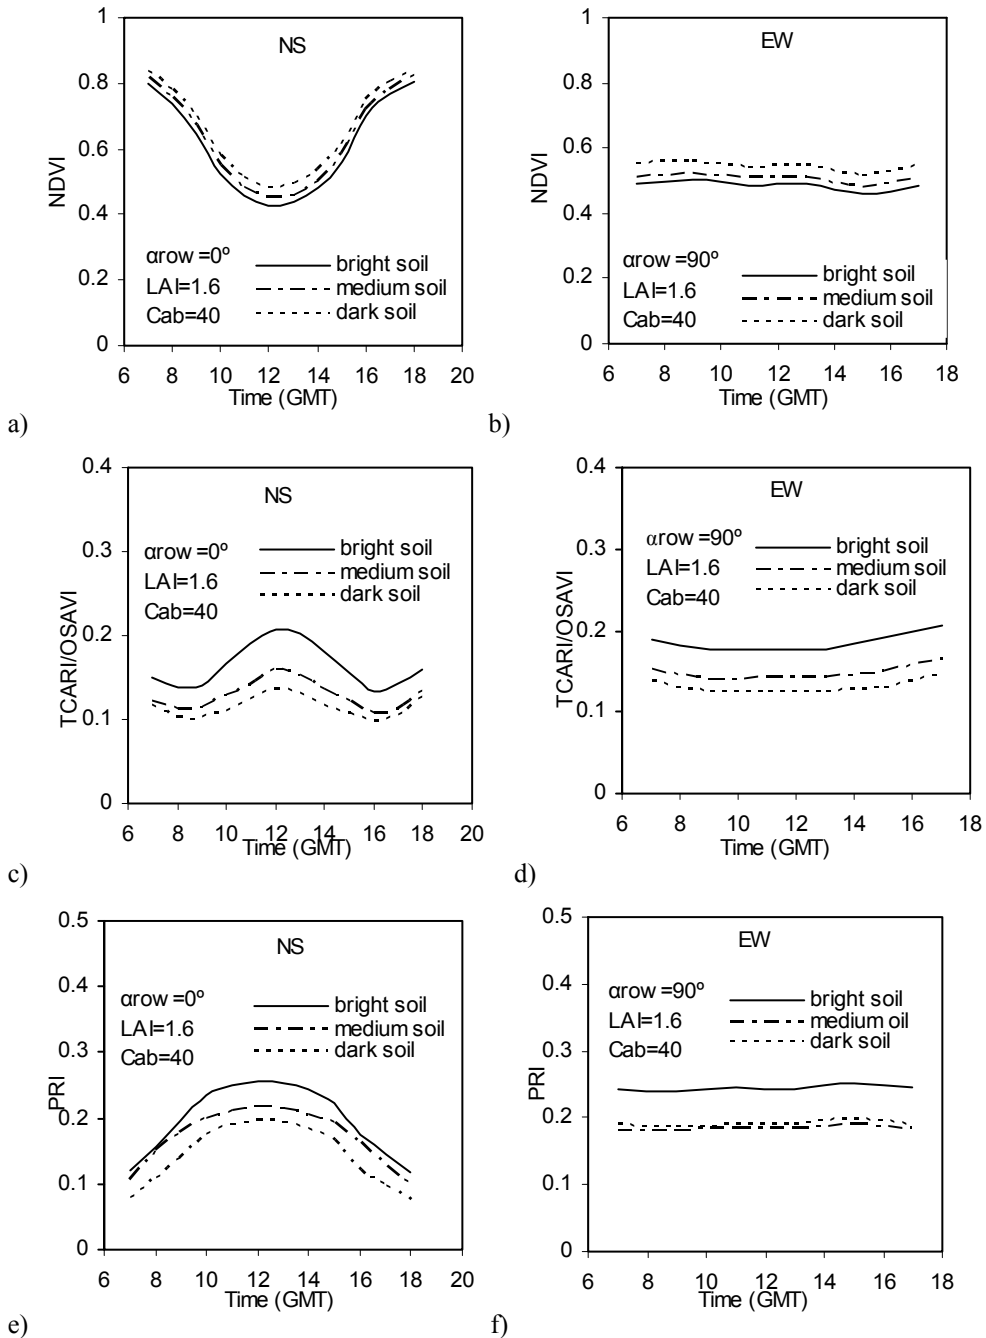 NS
NDVI
1
0.8
0.6
0.4
0.2
0
αrow =0º
LAI=1.6
Cab=40
bright soil
medium soil
dark soil
6 8 10 12 14 16 18 20
Time (GMT)
a)
EW
NDVI
1
0.8
0.6
0.4
0.2
0
αrow =90º
LAI=1.6
Cab=40
bright soil
medium soil
dark soil
6 8 10 12 14 16 18
Time (GMT)
b)
NS
TCARI/OSAVI
0.4
0.3
0.2
0.1
0
αrow =0º
LAI=1.6
Cab=40
bright soil
medium soil
dark soil
6 8 10 12 14 16 18 20
Time (GMT)
c)
EW
TCARI/OSAVI
0.4
0.3
0.2
0.1
0
αrow =90º
LAI=1.6
Cab=40
bright soil
medium soil
dark soil
6 8 10 12 14 16 18
Time (GMT)
d)
NS
PRI
0.5
0.4
0.3
0.2
0.1
0
αrow =0º
LAI=1.6
Cab=40
bright soil
medium soil
dark soil
6 8 10 12 14 16 18 20
Time (GMT)
e)
EW
PRI
0.5
0.4
0.3
0.2
0.1
0
αrow =90º
LAI=1.6
Cab=40
bright soil
medium oil
dark soil
6 8 10 12 14 16 18
Time (GMT)
f)